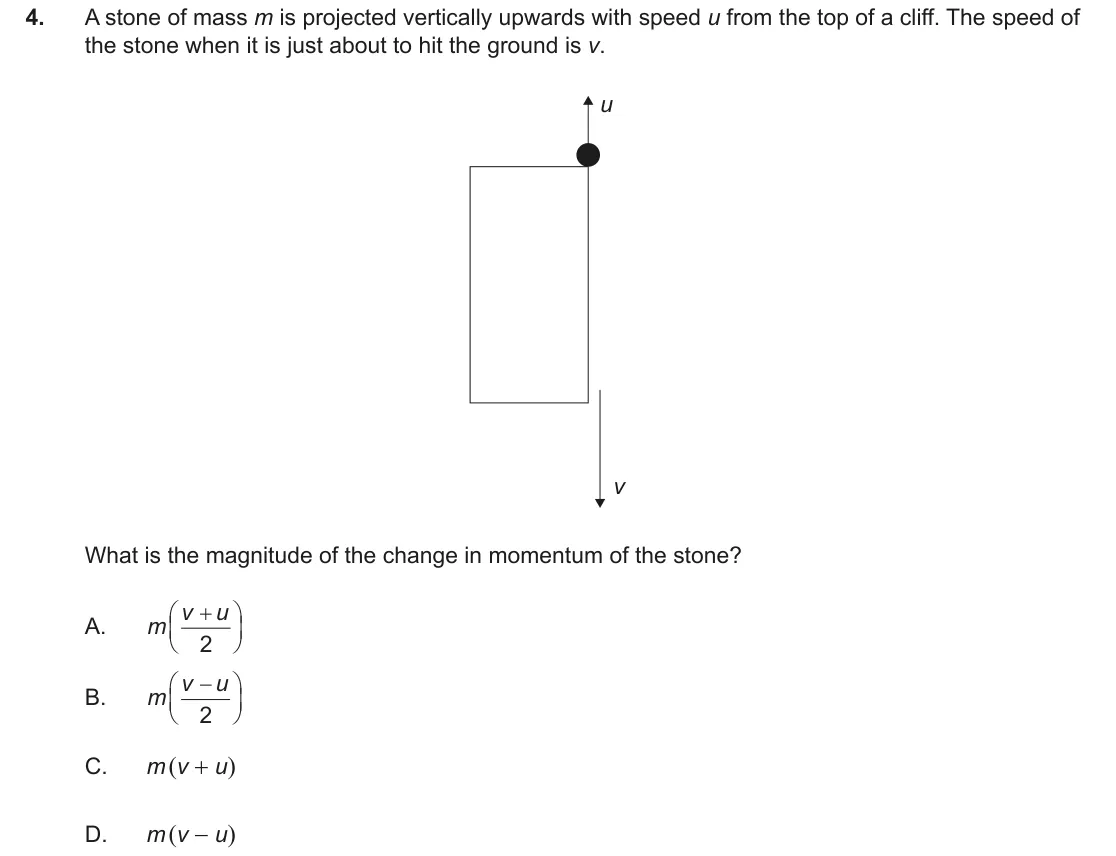 4. A stone of mass m is projected vertically upwards with speed u from the top of a cliff. The speed of
the stone when it is just about to hit the ground is v.
u
v
What is the magnitude of the change in momentum of the stone?
A. m((v + u)/2)
B. m((v – u)/2)
C. m(v + u)
D. m(v – u)